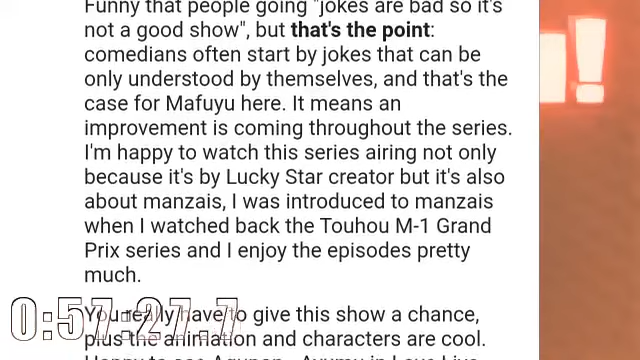 Funny that people going "jokes are bad so it's
not a good show", but that's the point:
comedians often start by jokes that can be
only understood by themselves, and that's the
case for Mafuyu here. It means an
improvement is coming throughout the series.
I'm happy to watch this series airing not only
because it's by Lucky Star creator but it's also
about manzais, I was introduced to manzais
when I watched back the Touhou M-1 Grand
Prix series and I enjoy the episodes pretty
much.
You really have to give this show a chance,
plus the animation and characters are cool.
0:57:27.7
!